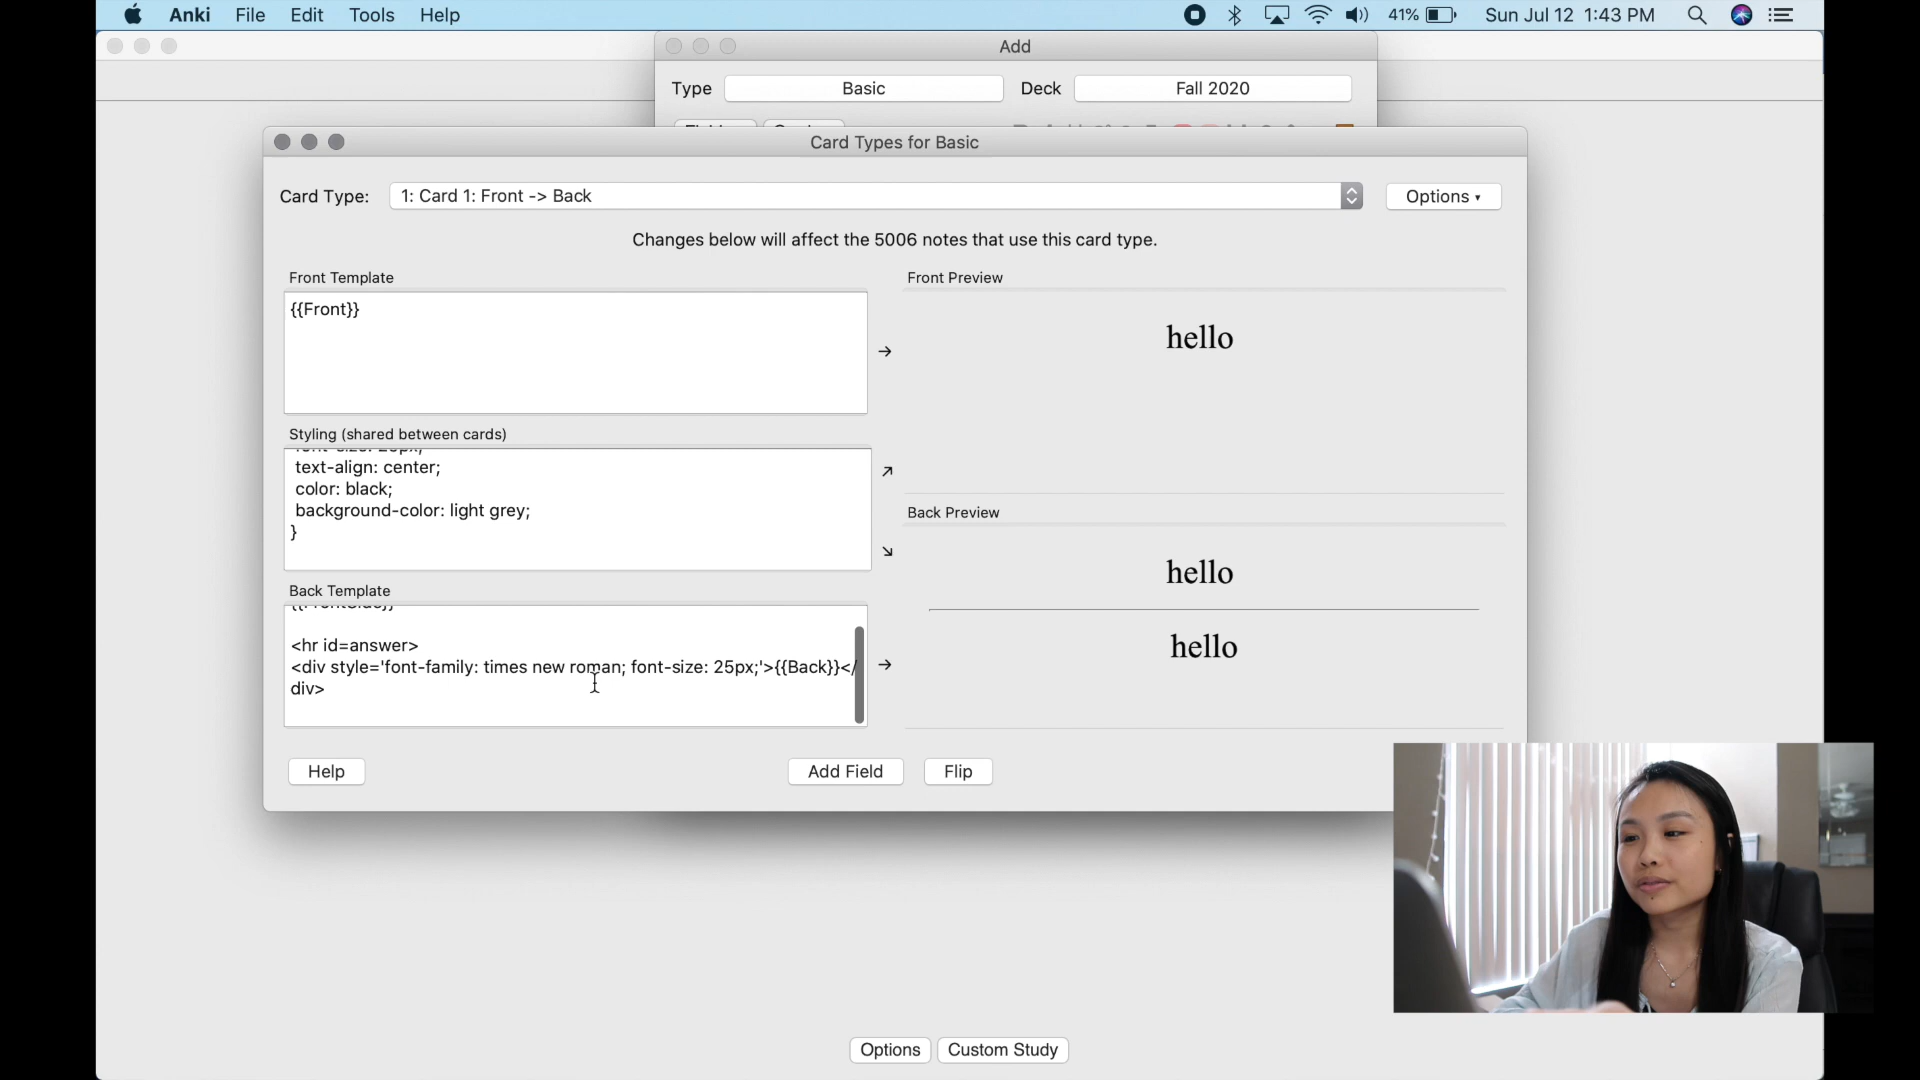 Anki File Edit Tools Help 41% Sun Jul 12 1:43 PM
Add
Type Basic Deck Fall 2020
Card Types for Basic
Card Type: 1: Card 1: Front -> Back Options ▾
Changes below will affect the 5006 notes that use this card type.
Front Template
{{Front}}
Front Preview
hello
Styling (shared between cards)
text-align: center;
color: black;
background-color: light grey;
}
Back Preview
hello
hello
Back Template
{{FrontSide}}
<hr id=answer>
<div style='font-family: times new roman; font-size: 25px;'>{{Back}}</
div>
Help Add Field Flip
Options Custom Study